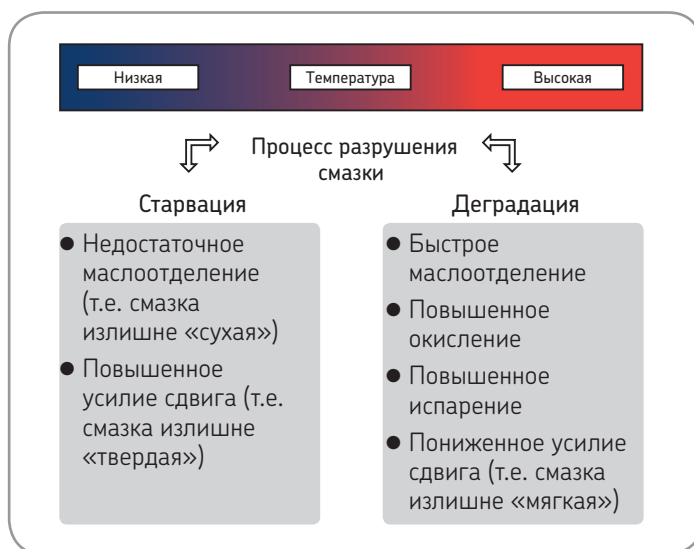 Низкая
Температура
Высокая
Процесс разрушения
смазки
Старвация
● Недостаточное
маслоотделение
(т.е. смазка
излишне «сухая»)
● Повышенное
усилие сдвига (т.е.
смазка излишне
«твердая»)
Деградация
● Быстрое
маслоотделение
● Повышенное
окисление
● Повышенное
испарение
● Пониженное усилие
сдвига (т.е. смазка
излишне «мягкая»)